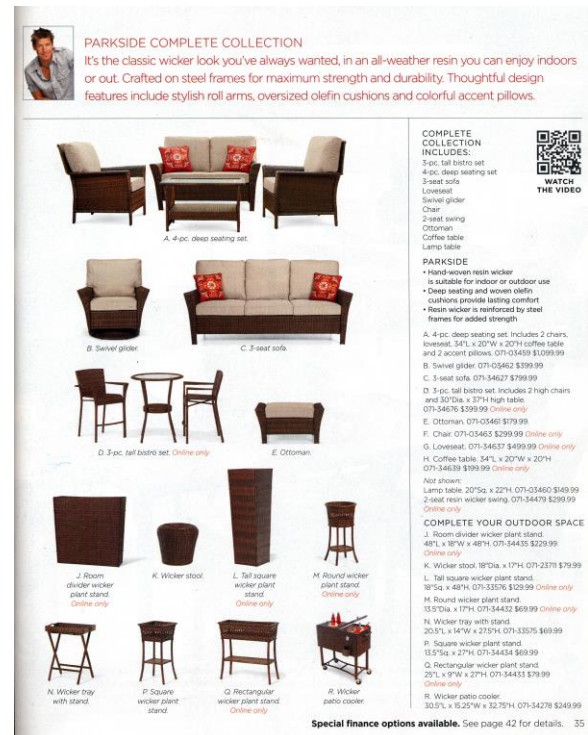 PARKSIDE COMPLETE COLLECTION
It's the classic wicker look you've always wanted, in an all-weather resin you can enjoy indoors
or out. Crafted on steel frames for maximum strength and durability. Thoughtful design
features include stylish roll arms, oversized olefin cushions and colorful accent pillows.
A. 4-pc. deep seating set.
B. Swivel glider.
C. 3-seat sofa.
D. 3-pc. tall bistro set. Online only
E. Ottoman.
J. Room
divider wicker
plant stand.
Online only
K. Wicker stool.
L. Tall square
wicker plant
stand.
Online only
M. Round wicker
plant stand.
Online only
N. Wicker tray
with stand.
P. Square
wicker plant
stand.
Q. Rectangular
wicker plant stand.
Online only
R. Wicker
patio cooler.
COMPLETE
COLLECTION
INCLUDES:
3-pc. tall bistro set
4-pc. deep seating set
3-seat sofa
Loveseat
Swivel glider
Chair
2-seat swing
Ottoman
Coffee table
Lamp table
WATCH
THE VIDEO
PARKSIDE
• Hand-woven resin wicker
is suitable for indoor or outdoor use
• Deep seating and woven olefin
cushions provide lasting comfort
• Resin wicker is reinforced by steel
frames for added strength
A. 4-pc. deep seating set. Includes 2 chairs,
loveseat, 34"L x 20"W x 20"H coffee table
and 2 accent pillows. 071-03459 $1,099.99
B. Swivel glider. 071-03462 $399.99
C. 3-seat sofa. 071-34627 $799.99
D. 3-pc. tall bistro set. Includes 2 high chairs
and 30"Dia. x 37"H high table.
071-34676 $399.99 Online only
E. Ottoman. 071-03461 $179.99
F. Chair. 071-03463 $299.99 Online only
G. Loveseat. 071-34637 $499.99 Online only
H. Coffee table. 34"L x 20"W x 20"H
071-34639 $199.99 Online only
Not shown:
Lamp table. 20"Sq. x 22"H. 071-03460 $149.99
2-seat resin wicker swing. 071-34479 $299.99
Online only
COMPLETE YOUR OUTDOOR SPACE
J. Room divider wicker plant stand.
48"L x 18"W x 48"H. 071-34435 $229.99
Online only
K. Wicker stool. 18"Dia. x 17"H. 071-23711 $79.99
L. Tall square wicker plant stand.
18"Sq. x 48"H. 071-33576 $129.99 Online only
M. Round wicker plant stand.
13.5"Dia. x 17"H. 071-34432 $69.99 Online only
N. Wicker tray with stand.
20.5"L x 14"W x 27.5"H. 071-33575 $69.99
P. Square wicker plant stand.
13.5"Sq. x 27"H. 071-34434 $69.99
Q. Rectangular wicker plant stand.
25"L x 9"W x 27"H. 071-34433 $79.99
Online only
R. Wicker patio cooler.
30.5"L x 15.25"W x 32.75"H. 071-34278 $249.99
Special finance options available. See page 42 for details. 35